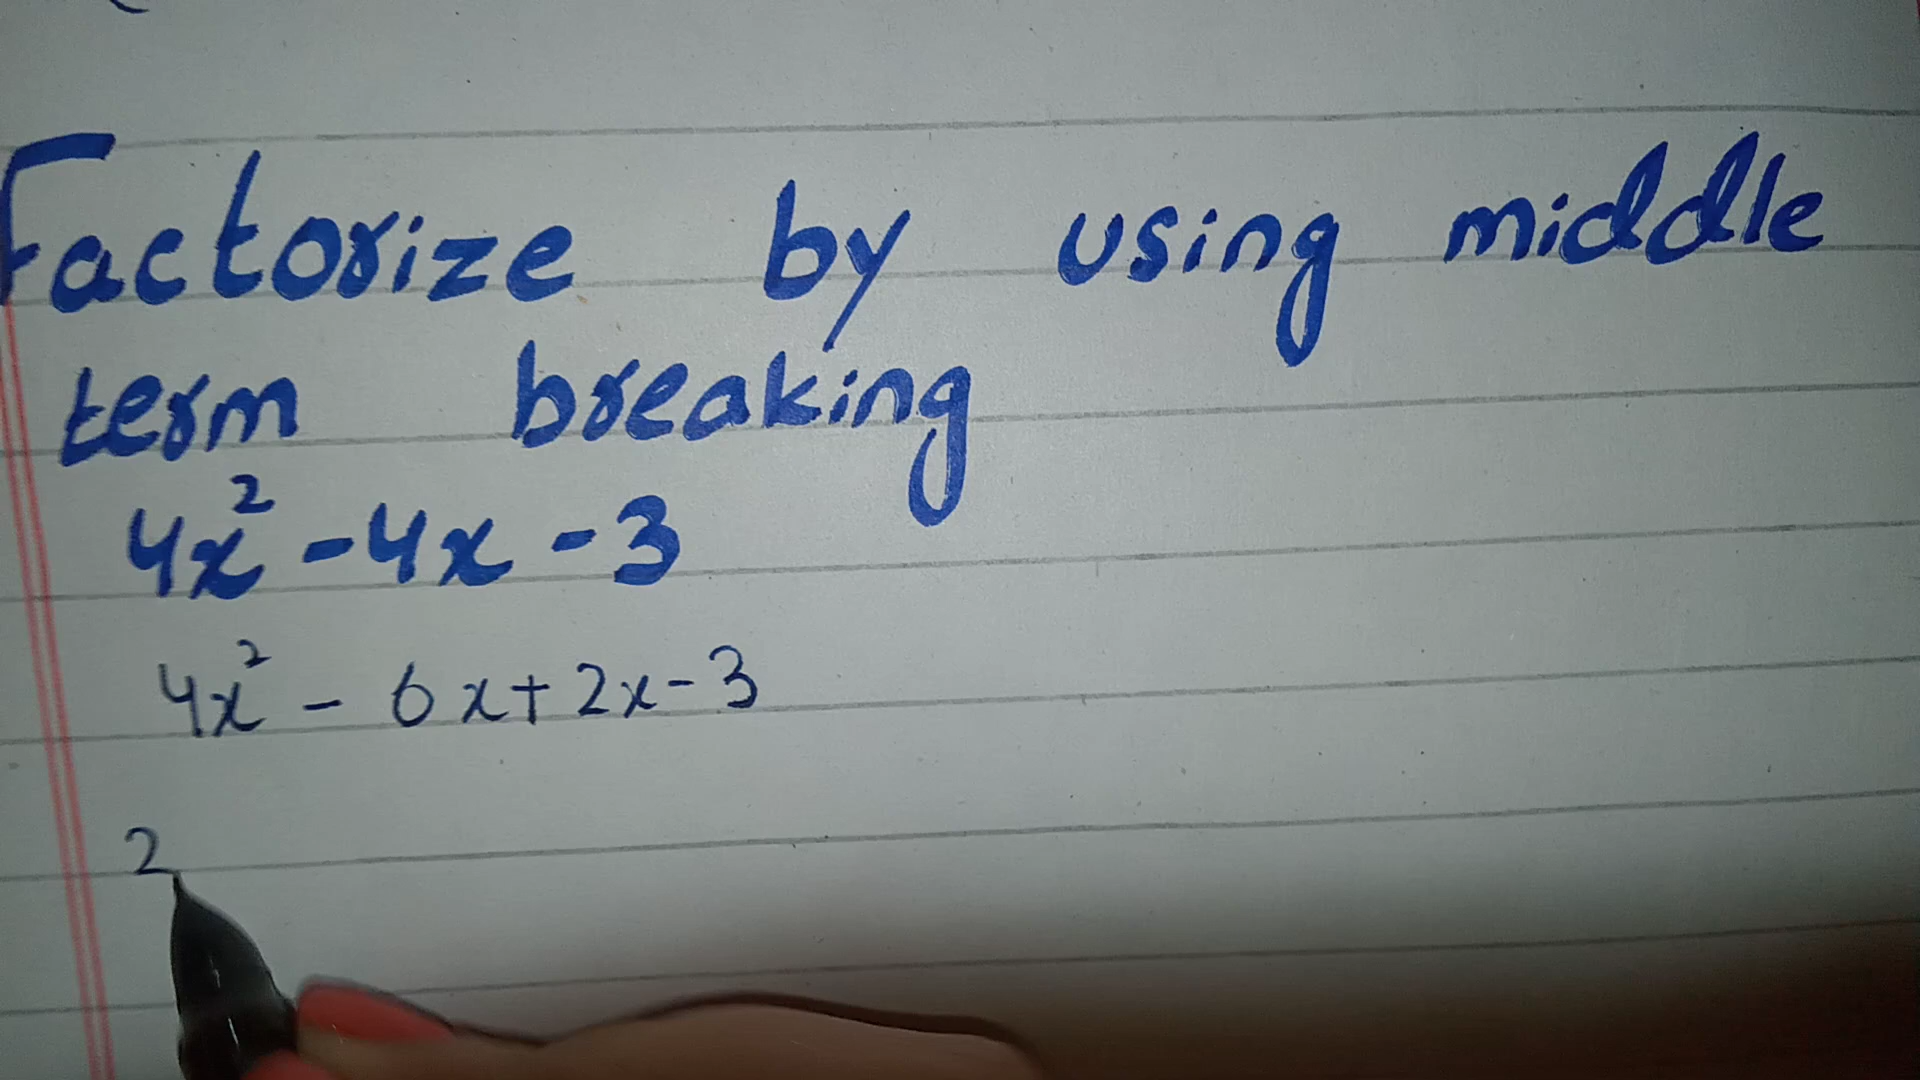 Factorize by using middle
term breaking
4x² - 4x - 3
4x² - 6x + 2x - 3
2